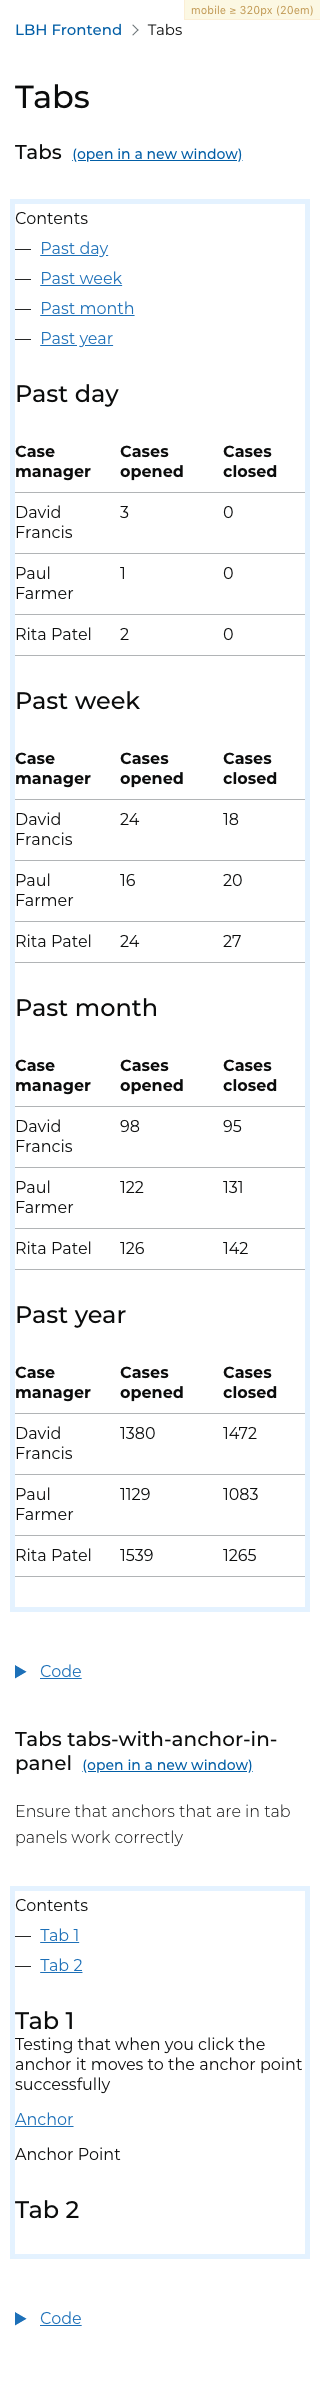 mobile ≥ 320px (20em)
LBH Frontend > Tabs
Tabs
Tabs (open in a new window)
Contents
— Past day
— Past week
— Past month
— Past year
Past day
Case manager Cases opened Cases closed
David Francis 3 0
Paul Farmer 1 0
Rita Patel 2 0
Past week
Case manager Cases opened Cases closed
David Francis 24 18
Paul Farmer 16 20
Rita Patel 24 27
Past month
Case manager Cases opened Cases closed
David Francis 98 95
Paul Farmer 122 131
Rita Patel 126 142
Past year
Case manager Cases opened Cases closed
David Francis 1380 1472
Paul Farmer 1129 1083
Rita Patel 1539 1265
Code
Tabs tabs-with-anchor-in-
panel (open in a new window)
Ensure that anchors that are in tab
panels work correctly
Contents
— Tab 1
— Tab 2
Tab 1
Testing that when you click the
anchor it moves to the anchor point
successfully
Anchor
Anchor Point
Tab 2
Code